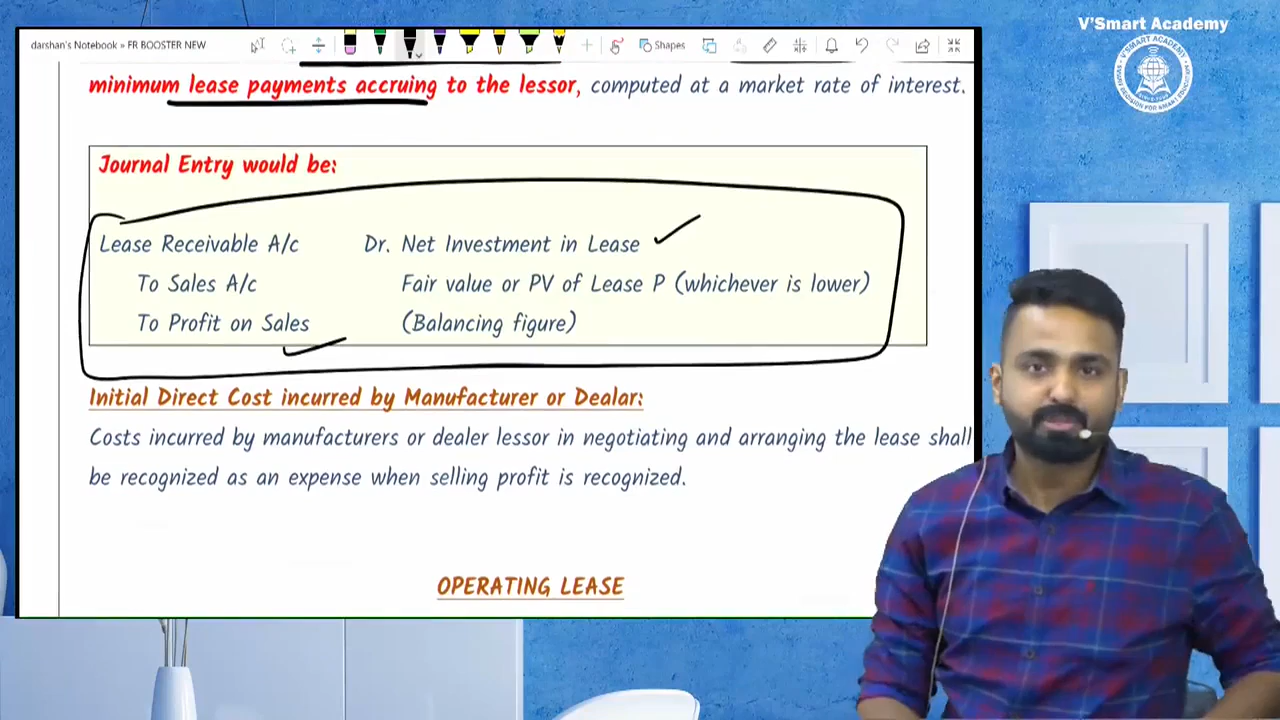 V'Smart Academy
darshan's Notebook » FR BOOSTER NEW
Shapes
minimum lease payments accruing to the lessor, computed at a market rate of interest.
Journal Entry would be:
Lease Receivable A/c Dr. Net Investment in Lease
To Sales A/c Fair value or PV of Lease P (whichever is lower)
To Profit on Sales (Balancing figure)
Initial Direct Cost incurred by Manufacturer or Dealar:
Costs incurred by manufacturers or dealer lessor in negotiating and arranging the lease shall
be recognized as an expense when selling profit is recognized.
OPERATING LEASE